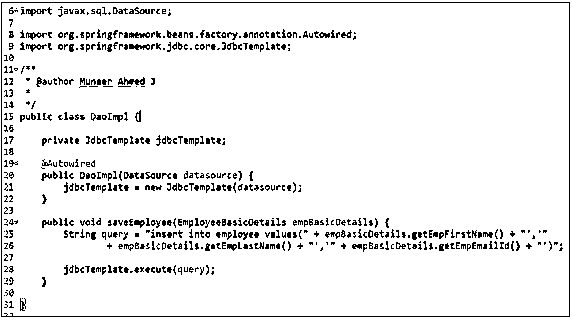 6 import javax.sql.DataSource;
7
8 import org.springframework.beans.factory.annotation.Autowired;
9 import org.springframework.jdbc.core.JdbcTemplate;
10
11 /**
12 * @author Muneer Ahmed J
13 *
14 */
15 public class DaoImpl {
16
17 private JdbcTemplate jdbcTemplate;
18
19 @Autowired
20 public DaoImpl(DataSource datasource) {
21 jdbcTemplate = new JdbcTemplate(datasource);
22 }
23
24 public void saveEmployee(EmployeeBasicDetails empBasicDetails) {
25 String query = "insert into employee values(" + empBasicDetails.getEmpFirstName() + "','"
26 + empBasicDetails.getEmpLastName() + "','" + empBasicDetails.getEmpEmailId() + "')";
27
28 jdbcTemplate.execute(query);
29 }
30
31 }